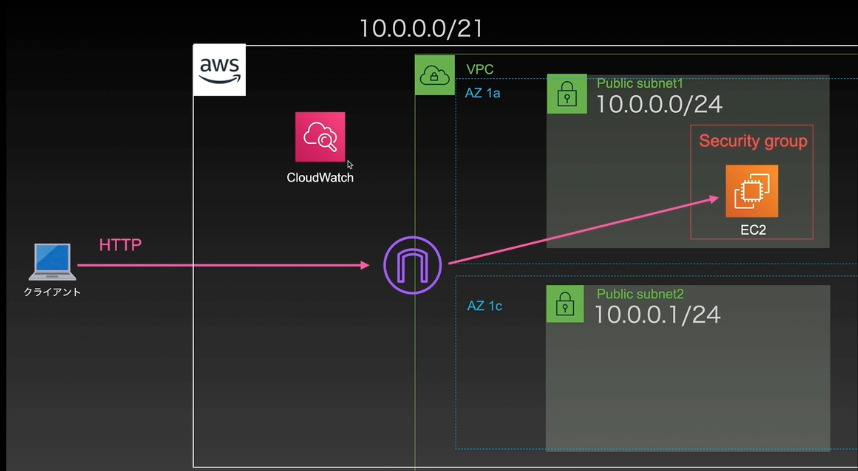 10.0.0.0/21
aws
VPC
AZ 1a
Public subnet1
10.0.0.0/24
Security group
EC2
CloudWatch
HTTP
クライアント
AZ 1c
Public subnet2
10.0.0.1/24